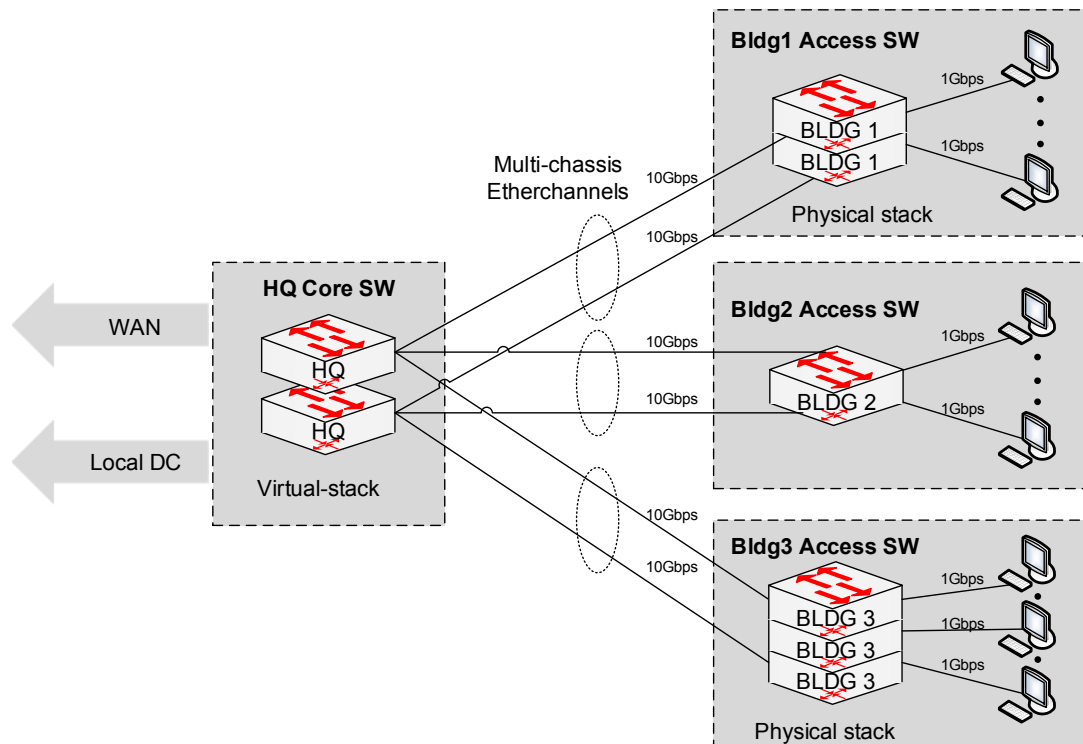 WAN
Local DC
HQ Core SW
HQ
HQ
Virtual-stack
Multi-chassis
Etherchannels
10Gbps
10Gbps
10Gbps
10Gbps
10Gbps
10Gbps
Bldg1 Access SW
BLDG 1
BLDG 1
Physical stack
1Gbps
1Gbps
Bldg2 Access SW
BLDG 2
1Gbps
1Gbps
Bldg3 Access SW
BLDG 3
BLDG 3
BLDG 3
Physical stack
1Gbps
1Gbps
1Gbps